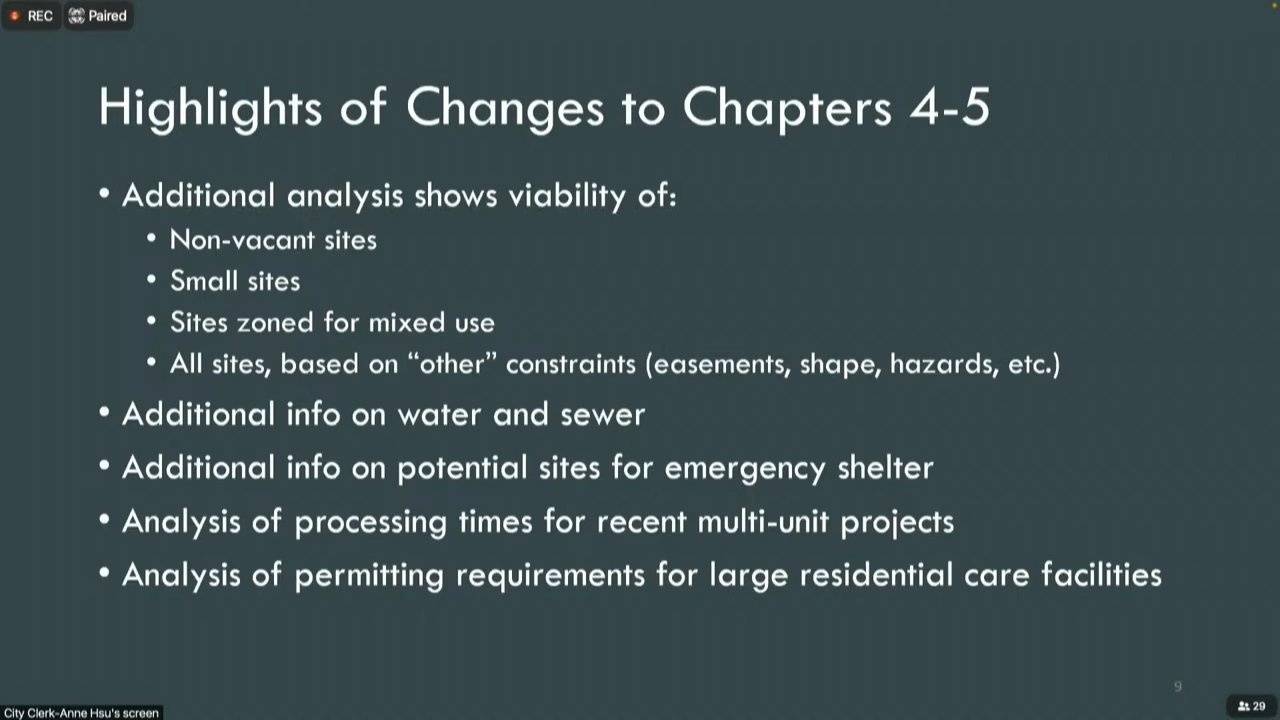 REC Paired
Highlights of Changes to Chapters 4-5
• Additional analysis shows viability of:
• Non-vacant sites
• Small sites
• Sites zoned for mixed use
• All sites, based on “other” constraints (easements, shape, hazards, etc.)
• Additional info on water and sewer
• Additional info on potential sites for emergency shelter
• Analysis of processing times for recent multi-unit projects
• Analysis of permitting requirements for large residential care facilities
9
City Clerk-Anne Hsu's screen
29